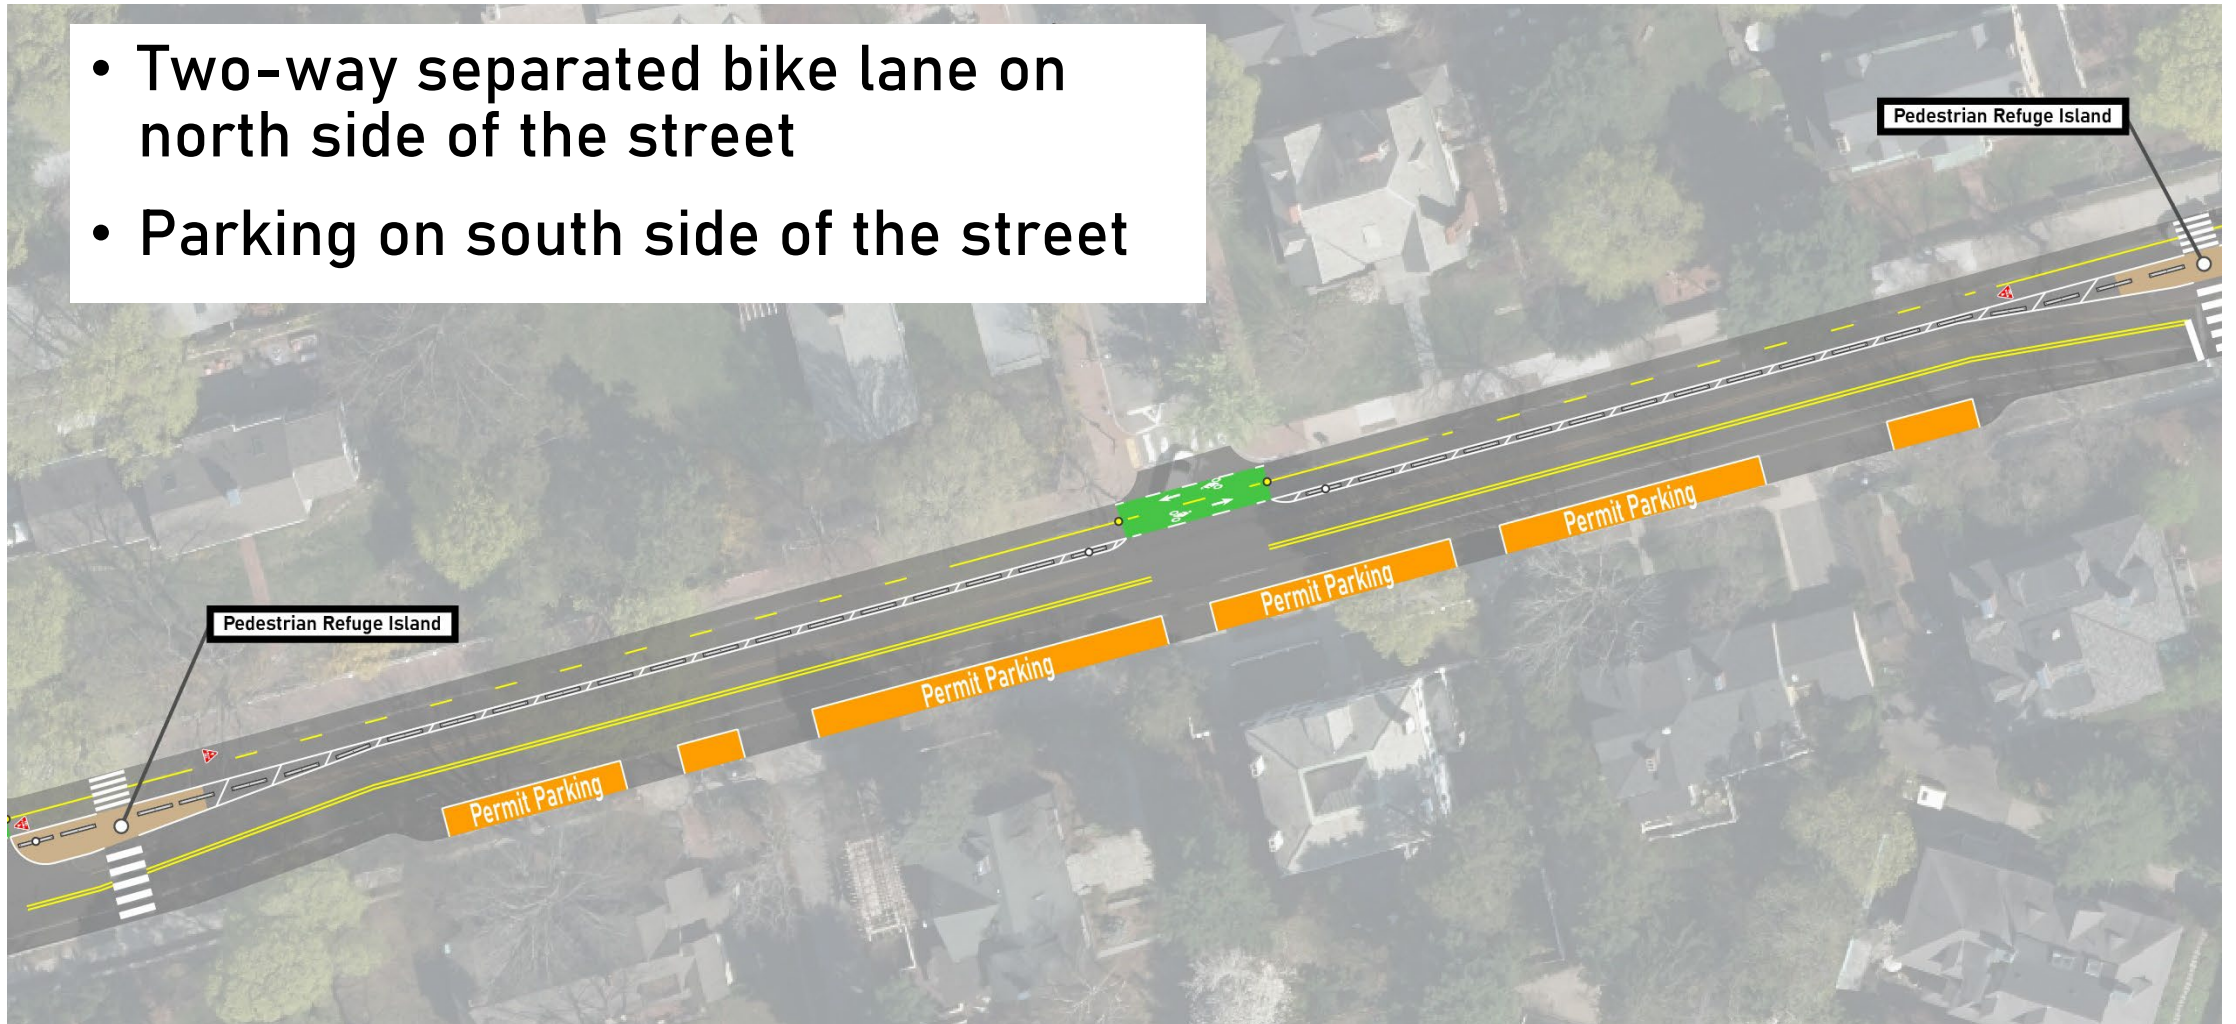 • Two-way separated bike lane on
north side of the street
• Parking on south side of the street
Pedestrian Refuge Island
Pedestrian Refuge Island
Permit Parking
Permit Parking
Permit Parking
Permit Parking